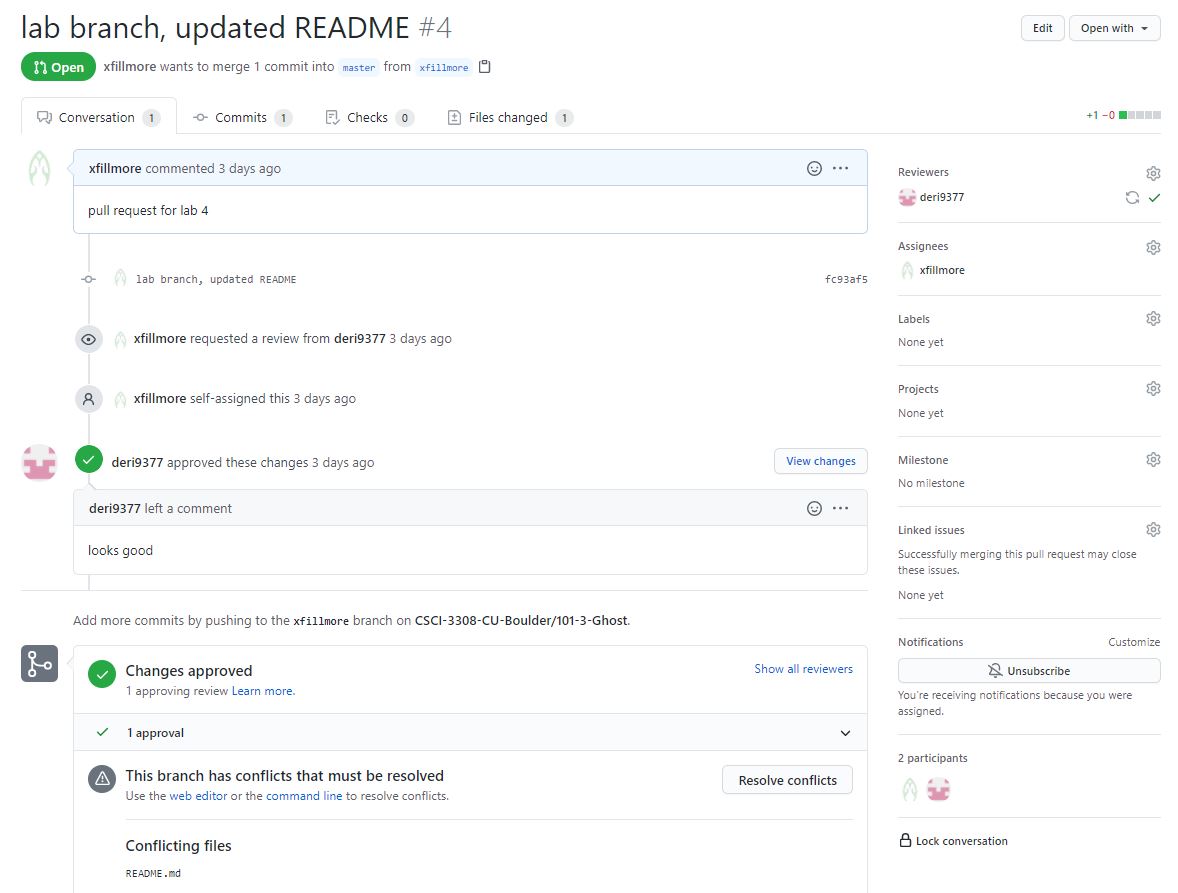 lab branch, updated README #4
Edit
Open with
Open
xfillmore wants to merge 1 commit into master from xfillmore
Conversation 1
Commits 1
Checks 0
Files changed 1
+1 −0
xfillmore commented 3 days ago
pull request for lab 4
lab branch, updated README
fc93af5
xfillmore requested a review from deri9377 3 days ago
xfillmore self-assigned this 3 days ago
deri9377 approved these changes 3 days ago
View changes
deri9377 left a comment
looks good
Add more commits by pushing to the xfillmore branch on CSCI-3308-CU-Boulder/101-3-Ghost.
Changes approved
1 approving review Learn more.
Show all reviewers
1 approval
This branch has conflicts that must be resolved
Use the web editor or the command line to resolve conflicts.
Resolve conflicts
Conflicting files
README.md
Reviewers
deri9377
Assignees
xfillmore
Labels
None yet
Projects
None yet
Milestone
No milestone
Linked issues
Successfully merging this pull request may close
these issues.
None yet
Notifications
Customize
Unsubscribe
You're receiving notifications because you were
assigned.
2 participants
Lock conversation